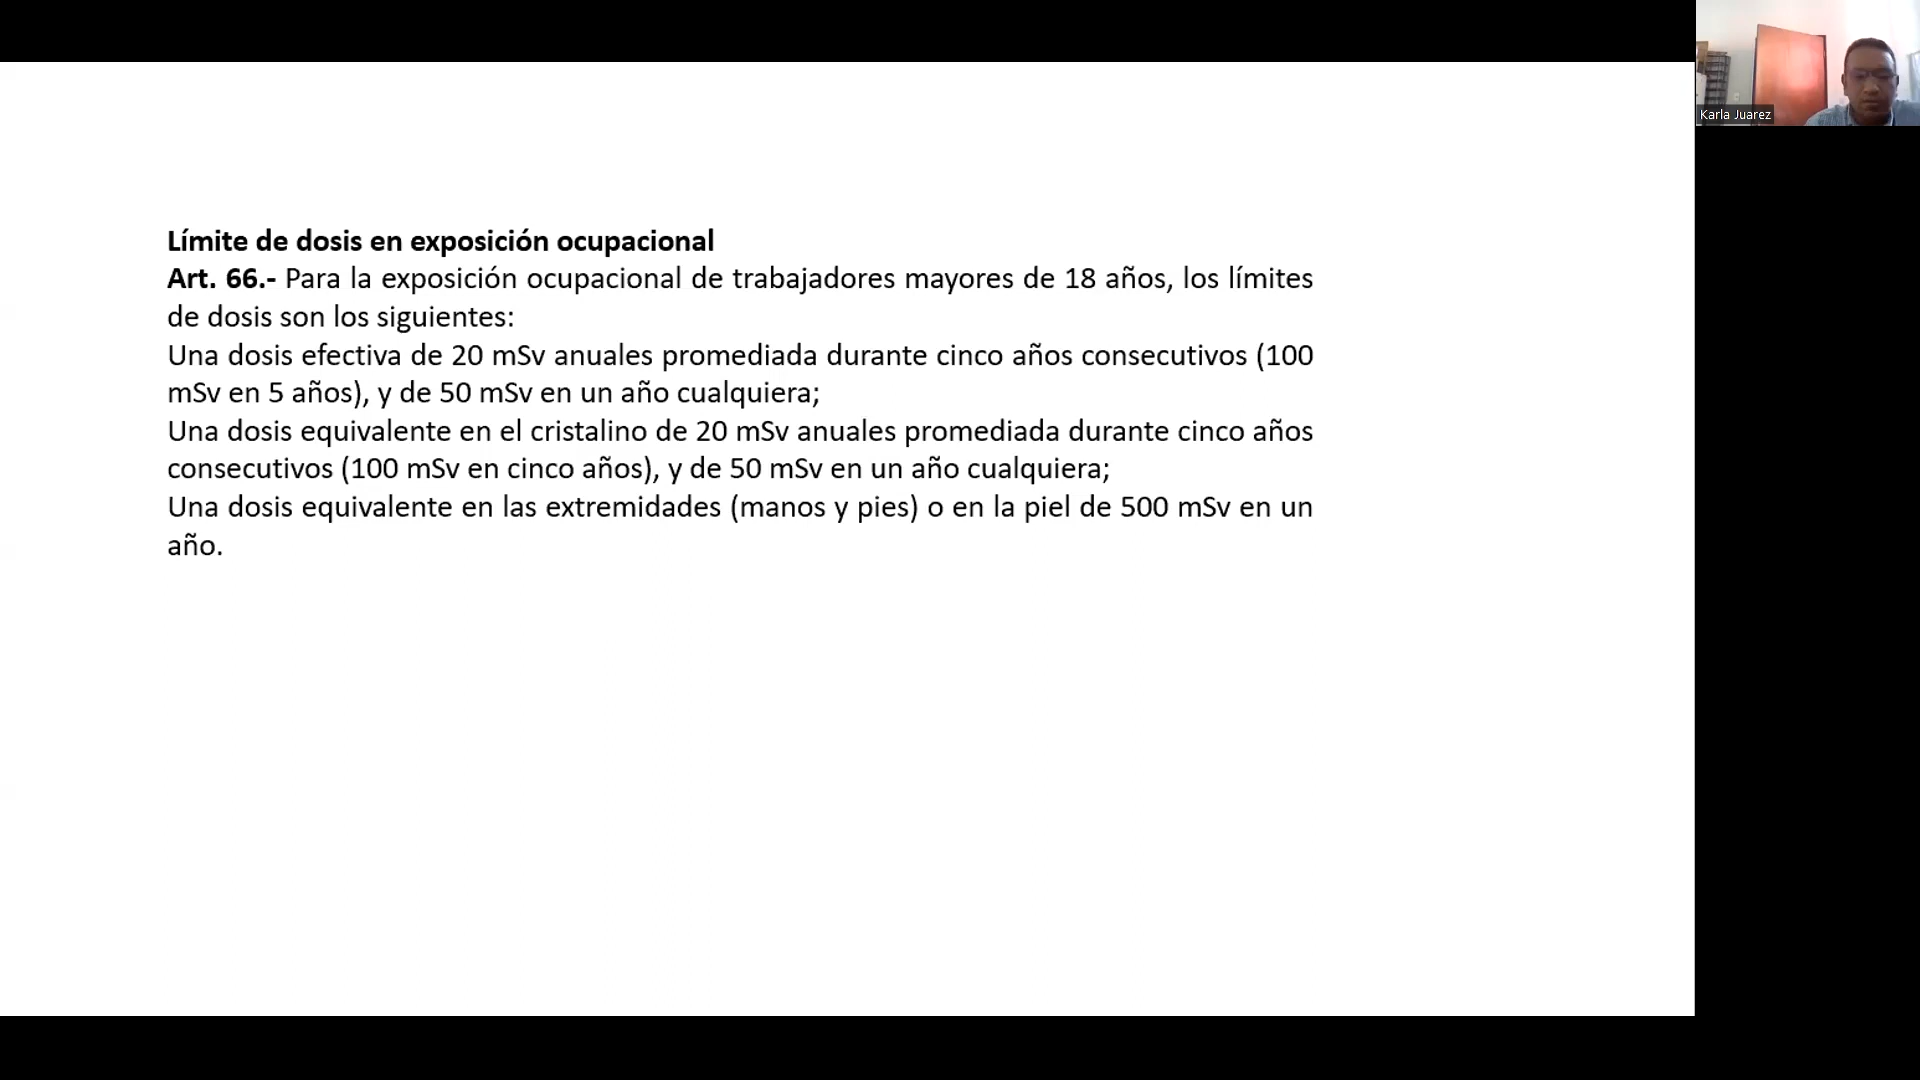 Karla Juarez
Límite de dosis en exposición ocupacional
Art. 66.- Para la exposición ocupacional de trabajadores mayores de 18 años, los límites
de dosis son los siguientes:
Una dosis efectiva de 20 mSv anuales promediada durante cinco años consecutivos (100
mSv en 5 años), y de 50 mSv en un año cualquiera;
Una dosis equivalente en el cristalino de 20 mSv anuales promediada durante cinco años
consecutivos (100 mSv en cinco años), y de 50 mSv en un año cualquiera;
Una dosis equivalente en las extremidades (manos y pies) o en la piel de 500 mSv en un
año.